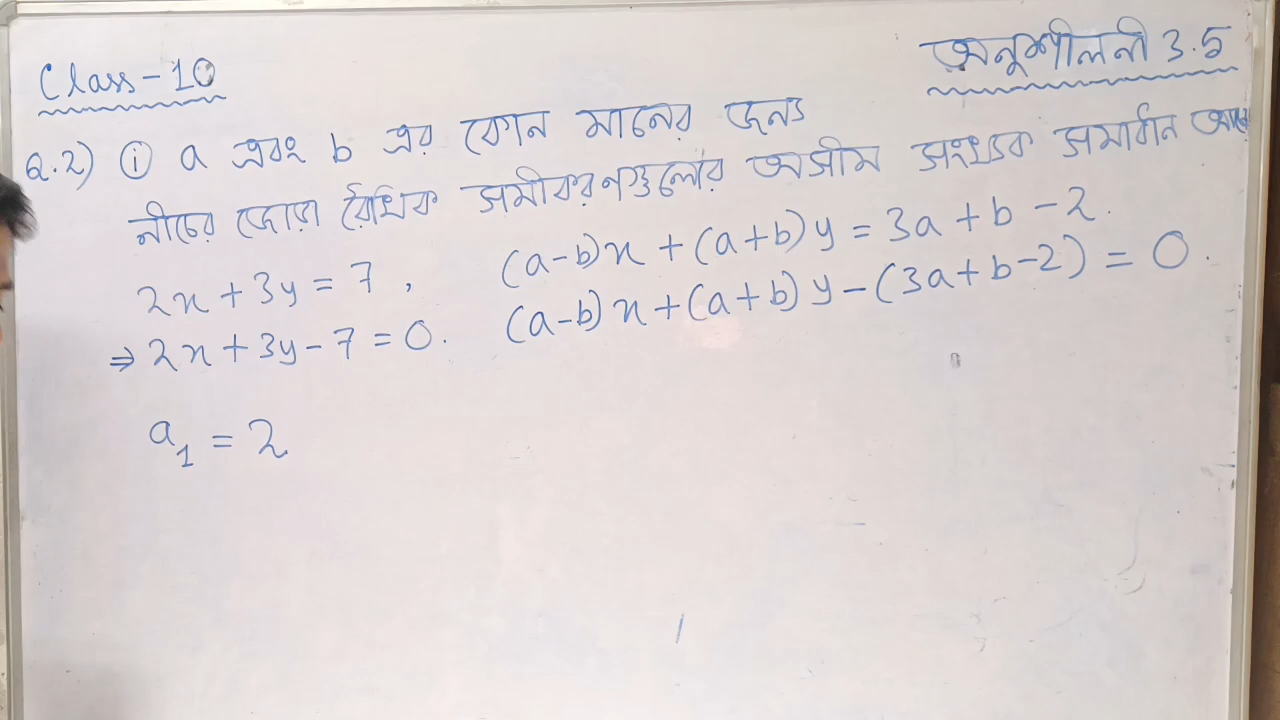 Class-10
অনুশীলনী 3.5
Q.2) (i) a এবং b এর কোন মানের জন্য
নীচের জোড়া রৈখিক সমীকরণগুলোর অসীম সংখ্যক সমাধান আছে
2x + 3y = 7, (a-b)x + (a+b)y = 3a + b - 2.
⇒ 2x + 3y - 7 = 0. (a-b)x + (a+b)y - (3a+b-2) = 0.
a₁ = 2